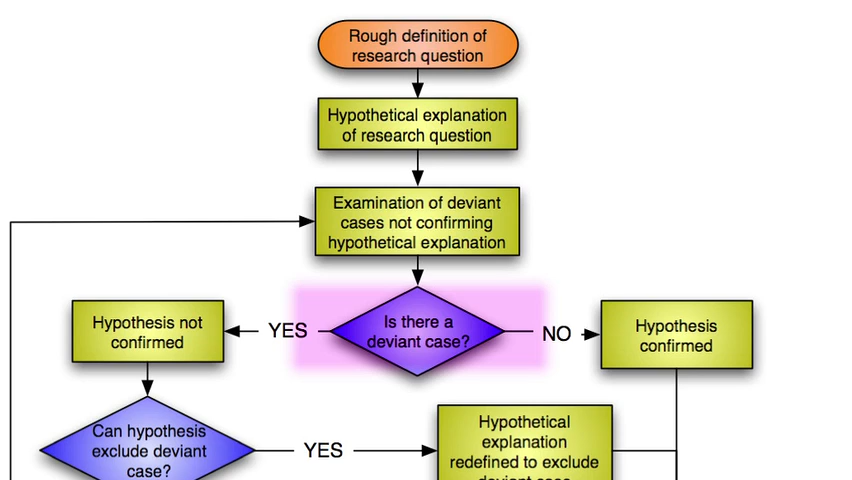 Rough definition of
research question
Hypothetical explanation
of research question
Examination of deviant
cases not confirming
hypothetical explanation
Is there a
deviant case?
YES
NO
Hypothesis not
confirmed
Hypothesis
confirmed
Can hypothesis
exclude deviant
case?
YES
Hypothetical
explanation
redefined to exclude
deviant case